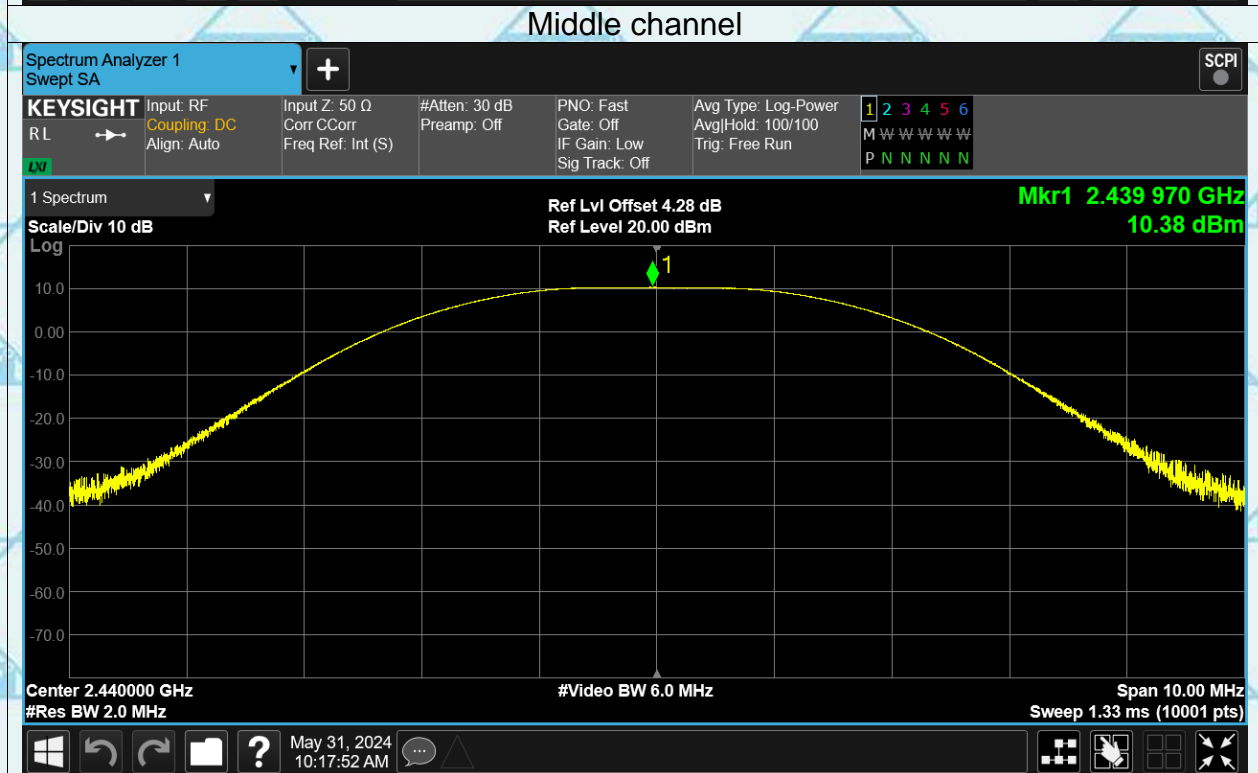 Middle channel
Spectrum Analyzer 1
Swept SA
SCPI
KEYSIGHT
RL
LXI
Input: RF
Coupling: DC
Align: Auto
Input Z: 50 Ω
Corr CCorr
Freq Ref: Int (S)
#Atten: 30 dB
Preamp: Off
PNO: Fast
Gate: Off
IF Gain: Low
Sig Track: Off
Avg Type: Log-Power
Avg|Hold: 100/100
Trig: Free Run
1 2 3 4 5 6
M W W W W W
P N N N N N
1 Spectrum
Scale/Div 10 dB
Ref Lvl Offset 4.28 dB
Ref Level 20.00 dBm
Mkr1 2.439 970 GHz
10.38 dBm
Log
1
10.0
0.00
-10.0
-20.0
-30.0
-40.0
-50.0
-60.0
-70.0
Center 2.440000 GHz
#Res BW 2.0 MHz
#Video BW 6.0 MHz
Span 10.00 MHz
Sweep 1.33 ms (10001 pts)
?
May 31, 2024
10:17:52 AM